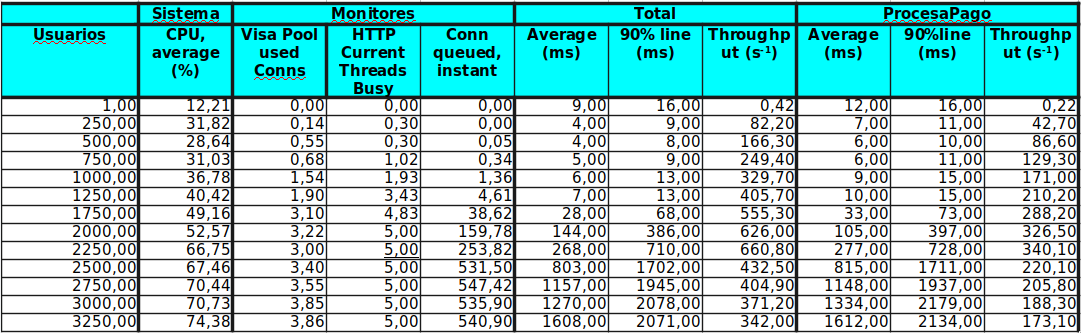 Sistema Monitores Total ProcesaPago
Usuarios CPU, average (%) Visa Pool used Conns HTTP Current Threads Busy Conn queued, instant Average (ms) 90% line (ms) Throughp ut (s⁻¹) Average (ms) 90%line (ms) Throughp ut (s⁻¹)
1,00 12,21 0,00 0,00 0,00 9,00 16,00 0,42 12,00 16,00 0,22
250,00 31,82 0,14 0,30 0,00 4,00 9,00 82,20 7,00 11,00 42,70
500,00 28,64 0,55 0,30 0,05 4,00 8,00 166,30 6,00 10,00 86,60
750,00 31,03 0,68 1,02 0,34 5,00 9,00 249,40 6,00 11,00 129,30
1000,00 36,78 1,54 1,93 1,36 6,00 13,00 329,70 9,00 15,00 171,00
1250,00 40,42 1,90 3,43 4,61 7,00 13,00 405,70 10,00 15,00 210,20
1750,00 49,16 3,10 4,83 38,62 28,00 68,00 555,30 33,00 73,00 288,20
2000,00 52,57 3,22 5,00 159,78 144,00 386,00 626,00 105,00 397,00 326,50
2250,00 66,75 3,00 5,00 253,82 268,00 710,00 660,80 277,00 728,00 340,10
2500,00 67,46 3,40 5,00 531,50 803,00 1702,00 432,50 815,00 1711,00 220,10
2750,00 70,44 3,55 5,00 547,42 1157,00 1945,00 404,90 1148,00 1937,00 205,80
3000,00 70,73 3,85 5,00 535,90 1270,00 2078,00 371,20 1334,00 2179,00 188,30
3250,00 74,38 3,86 5,00 540,90 1608,00 2071,00 342,00 1612,00 2134,00 173,10